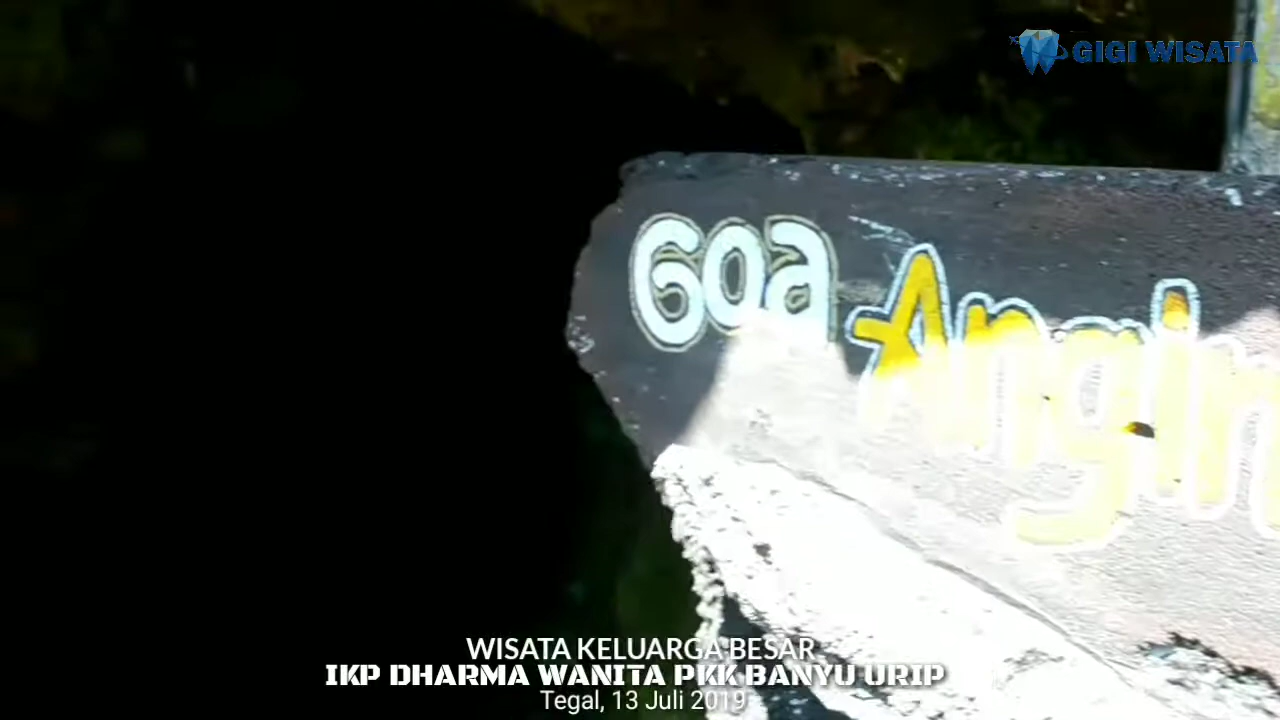 GIGI WISATA
Goa
Angin
WISATA KELUARGA BESAR
IKP DHARMA WANITA PKK BANYU URIP
Tegal, 13 Juli 2019